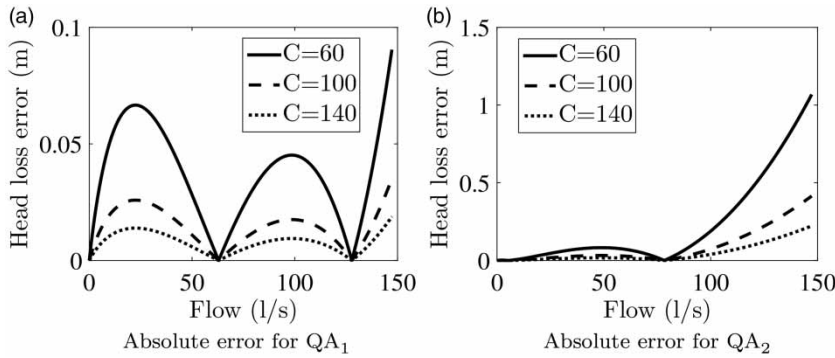 (a)
0.1
0.05
0
Head loss error (m)
C=60
C=100
C=140
0 50 100 150
Flow (l/s)
Absolute error for QA1
(b)
1.5
1
0.5
0
Head loss error (m)
C=60
C=100
C=140
0 50 100 150
Flow (l/s)
Absolute error for QA2